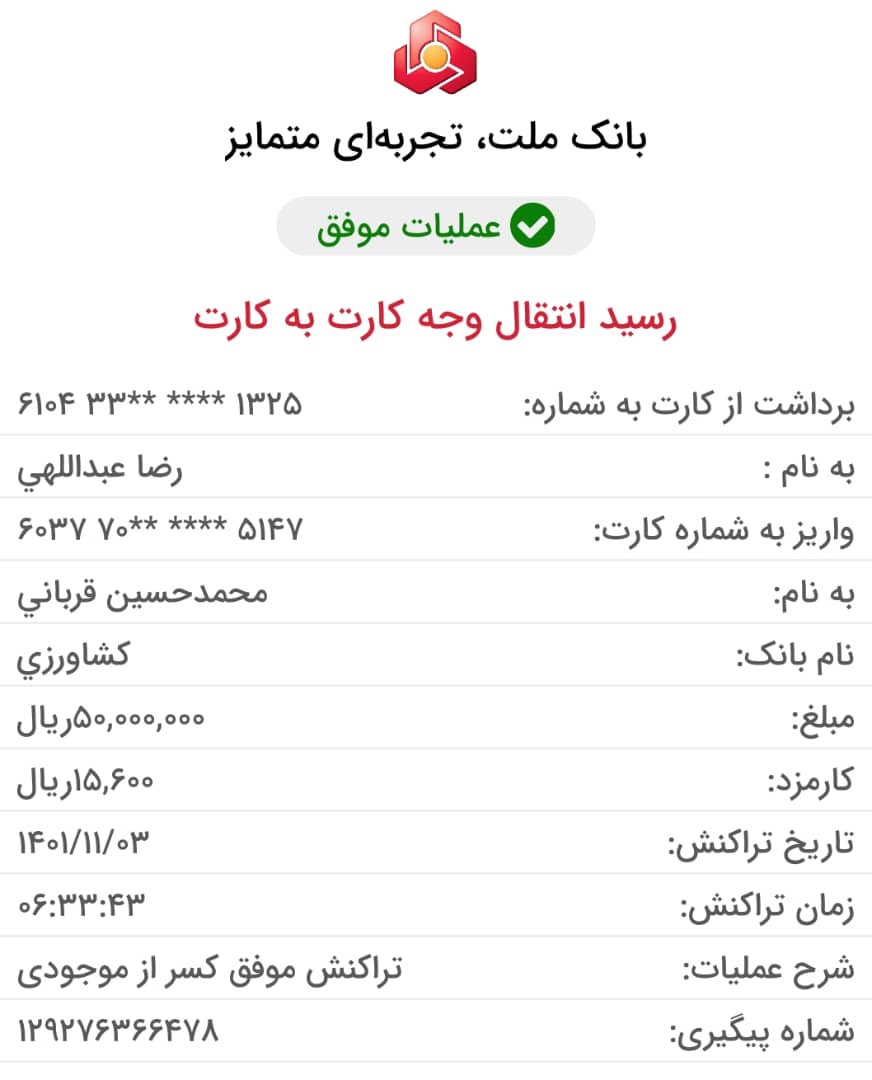 بانک ملت، تجربه‌ای متمایز
عملیات موفق
رسید انتقال وجه کارت به کارت
برداشت از کارت به شماره: ۶۱۰۴ ۳۳** **** ۱۳۲۵
به نام : رضا عبداللهي
واریز به شماره کارت: ۶۰۳۷ ۷۰** **** ۵۱۴۷
به نام: محمدحسین قرباني
نام بانک: کشاورزي
مبلغ: ۵۰,۰۰۰,۰۰۰ریال
کارمزد: ۱۵,۶۰۰ریال
تاریخ تراکنش: ۱۴۰۱/۱۱/۰۳
زمان تراکنش: ۰۶:۳۳:۴۳
شرح عملیات: تراکنش موفق کسر از موجودی
شماره پیگیری: ۱۲۹۲۷۶۳۶۶۴۷۸